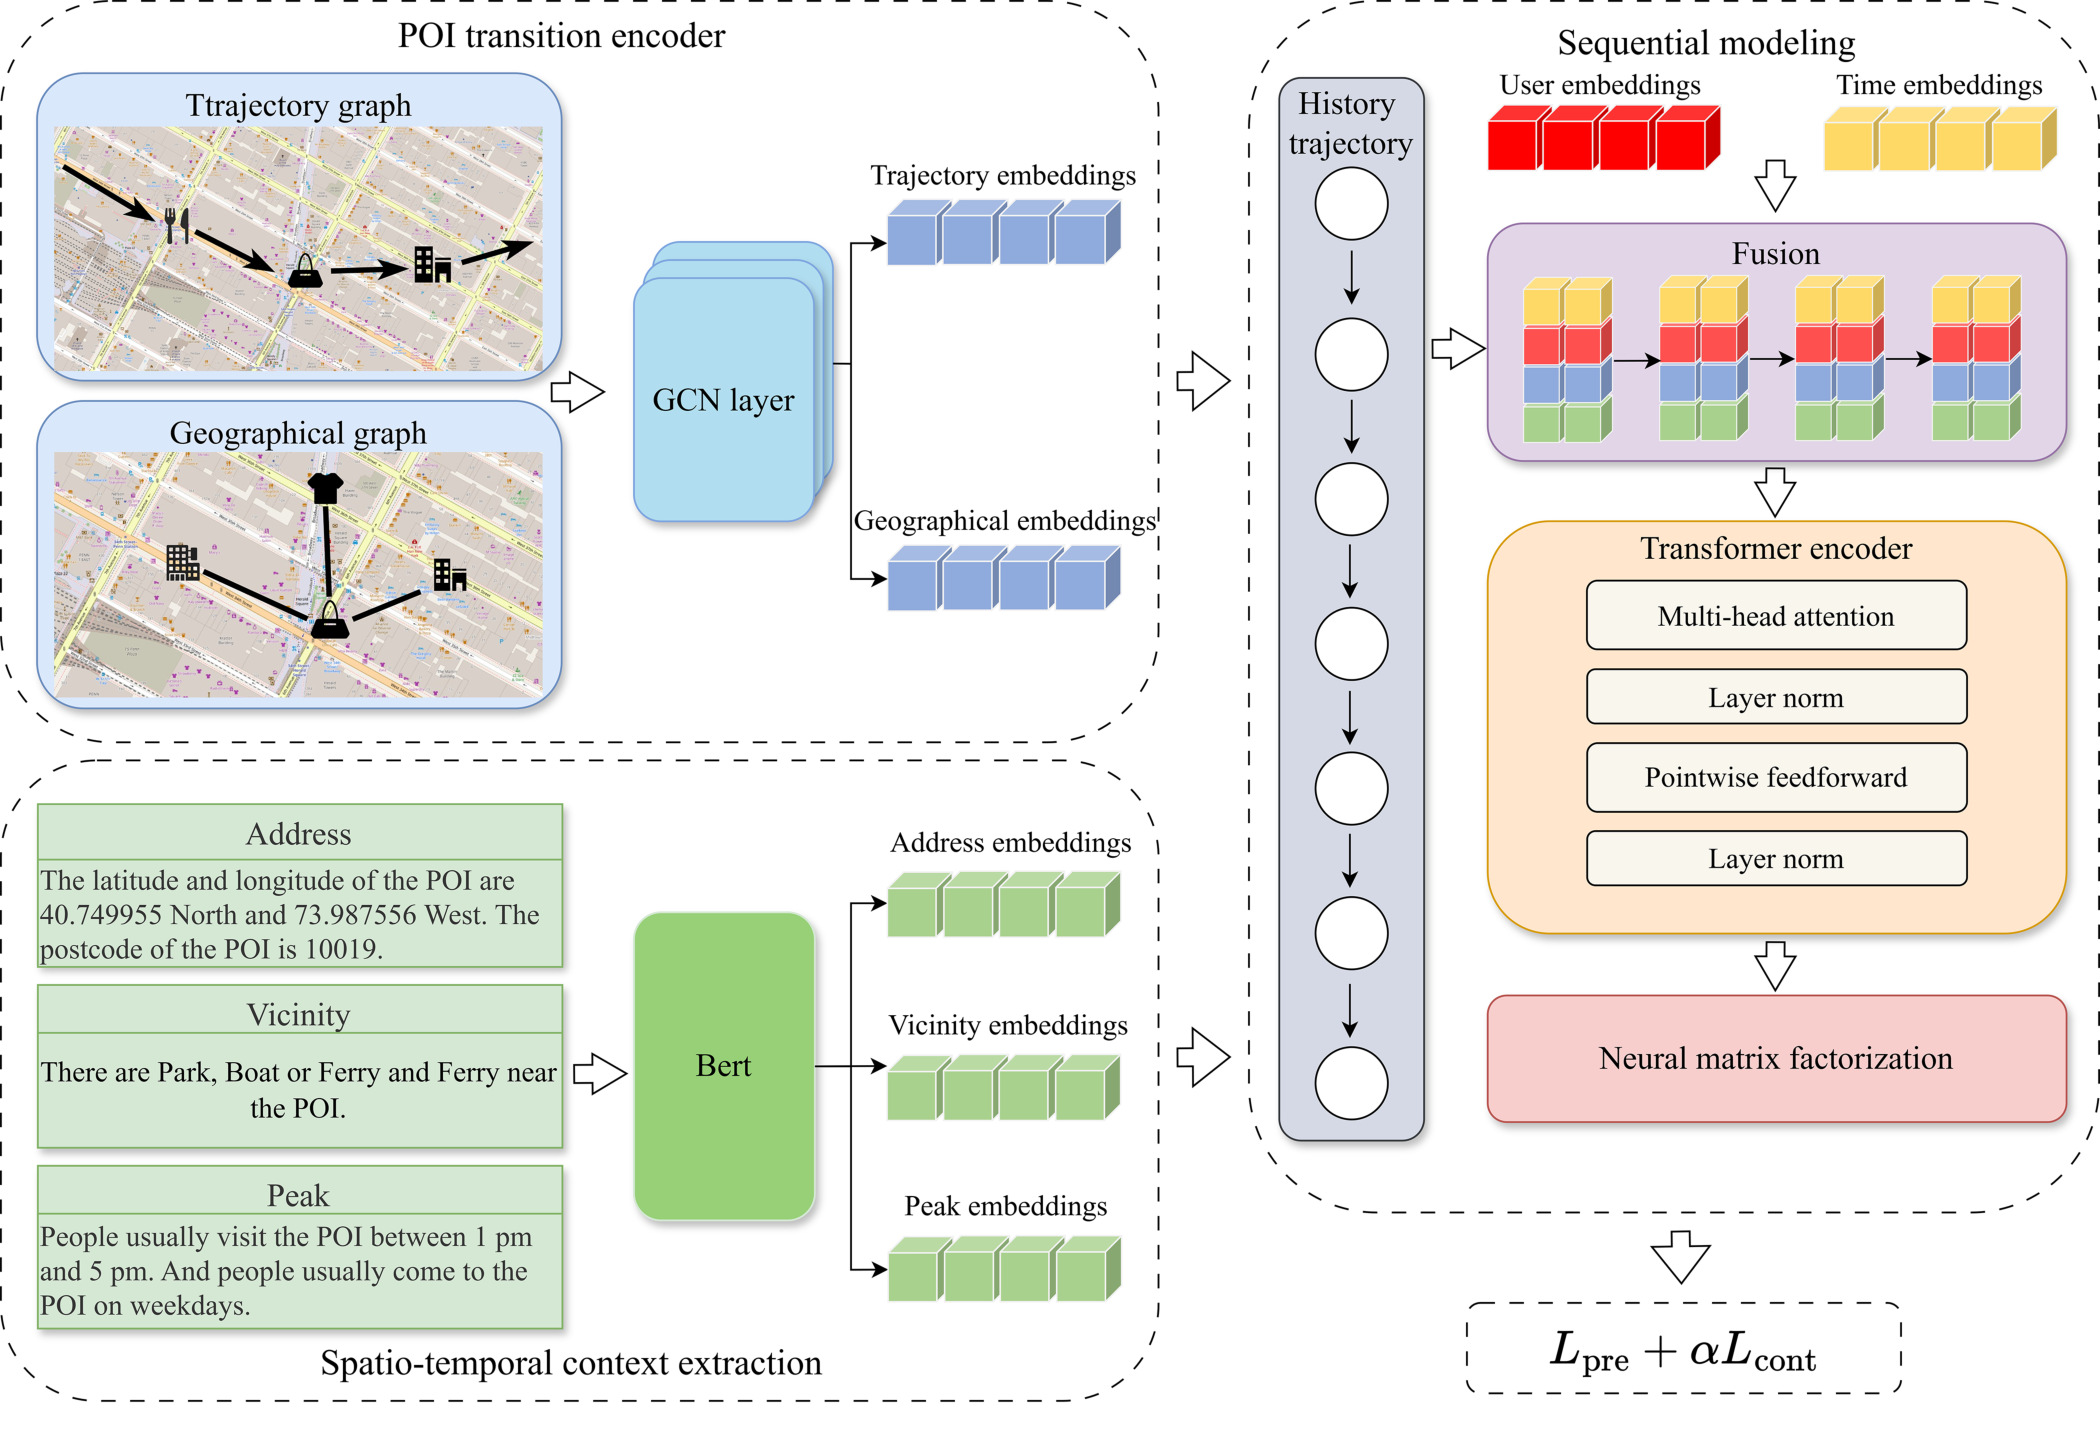 POI transition encoder
Ttrajectory graph
Geographical graph
GCN layer
Trajectory embeddings
Geographical embeddings
Address
The latitude and longitude of the POI are
40.749955 North and 73.987556 West. The
postcode of the POI is 10019.
Vicinity
There are Park, Boat or Ferry and Ferry near
the POI.
Peak
People usually visit the POI between 1 pm
and 5 pm. And people usually come to the
POI on weekdays.
Bert
Address embeddings
Vicinity embeddings
Peak embeddings
Spatio-temporal context extraction
Sequential modeling
History
trajectory
User embeddings
Time embeddings
Fusion
Transformer encoder
Multi-head attention
Layer norm
Pointwise feedforward
Layer norm
Neural matrix factorization
L_pre + αL_cont